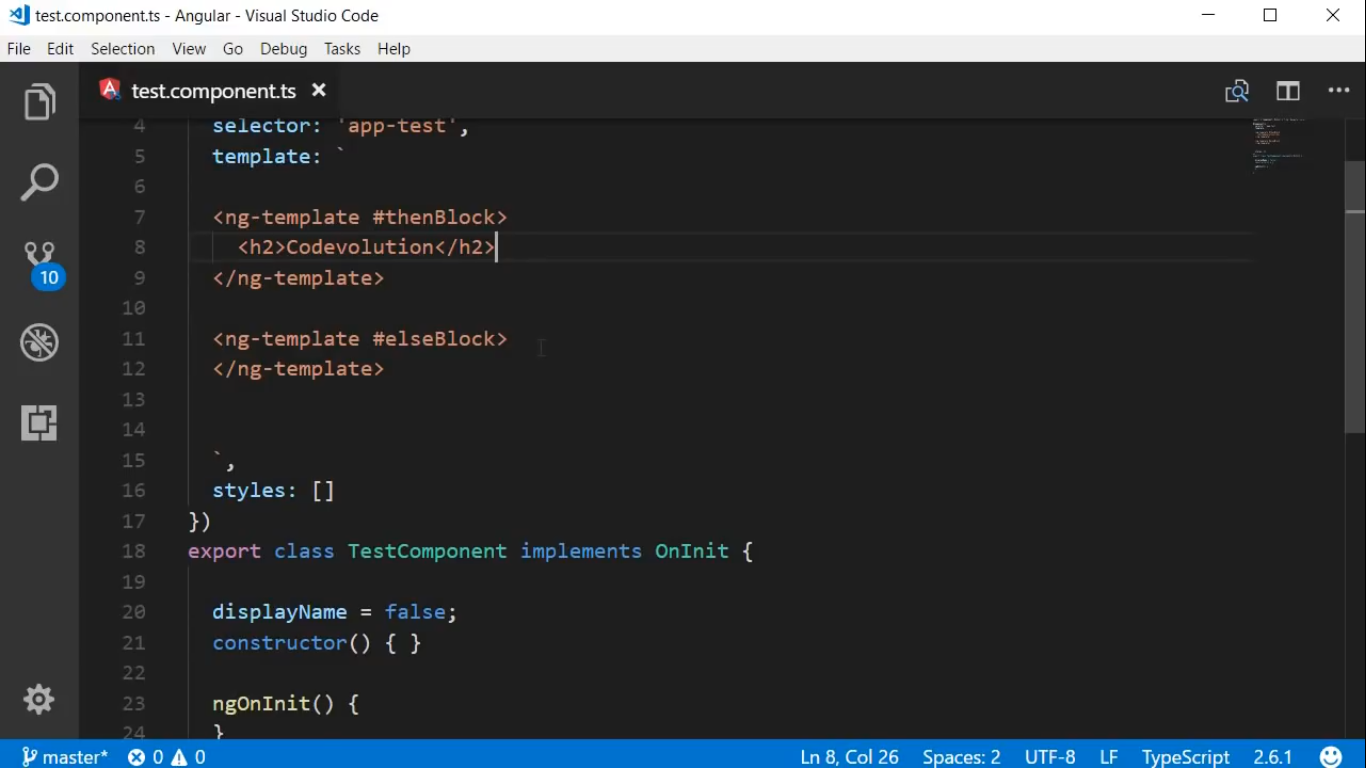 test.component.ts - Angular - Visual Studio Code
File Edit Selection View Go Debug Tasks Help
test.component.ts
4 selector: 'app-test',
5 template: `
6
7 <ng-template #thenBlock>
8 <h2>Codevolution</h2>
9 </ng-template>
10
11 <ng-template #elseBlock>
12 </ng-template>
13
14
15 `,
16 styles: []
17 })
18 export class TestComponent implements OnInit {
19
20 displayName = false;
21 constructor() { }
22
23 ngOnInit() {
24 }
10
master* 0 0 Ln 8, Col 26 Spaces: 2 UTF-8 LF TypeScript 2.6.1